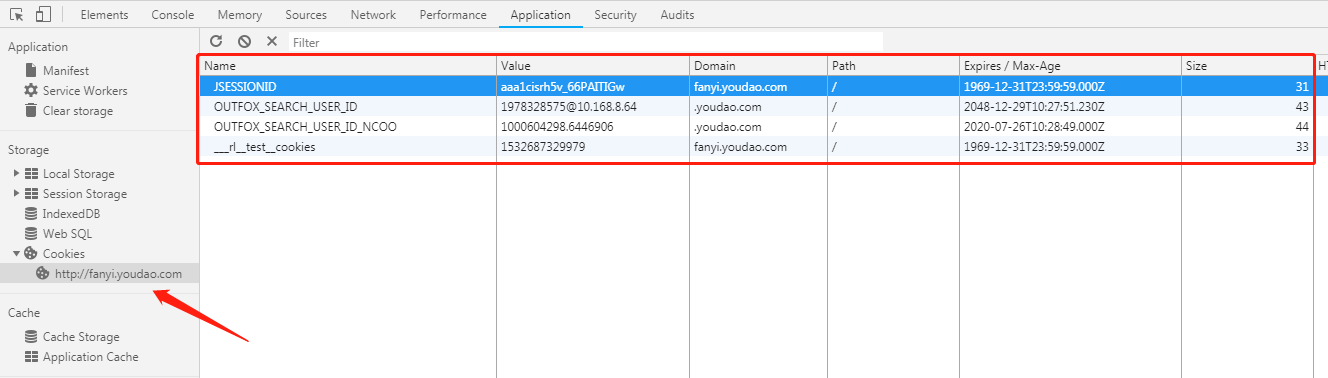 Elements Console Memory Sources Network Performance Application Security Audits
Application
Manifest
Service Workers
Clear storage
Storage
Local Storage
Session Storage
IndexedDB
Web SQL
Cookies
http://fanyi.youdao.com
Cache
Cache Storage
Application Cache
Filter
Name Value Domain Path Expires / Max-Age Size
JSESSIONID aaa1cisrh5v_66PAITIGw fanyi.youdao.com / 1969-12-31T23:59:59.000Z 31
OUTFOX_SEARCH_USER_ID 1978328575@10.168.8.64 .youdao.com / 2048-12-29T10:27:51.230Z 43
OUTFOX_SEARCH_USER_ID_NCOO 1000604298.6446906 .youdao.com / 2020-07-26T10:28:49.000Z 44
___rl__test__cookies 1532687329979 fanyi.youdao.com / 1969-12-31T23:59:59.000Z 33